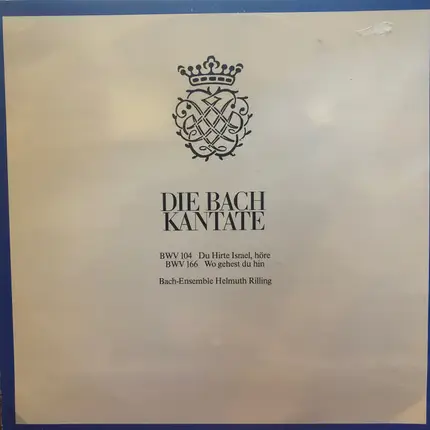 DIE BACH
KANTATE
BWV 104 Du Hirte Israel, höre
BWV 166 Wo gehest du hin
Bach-Ensemble Helmuth Rilling